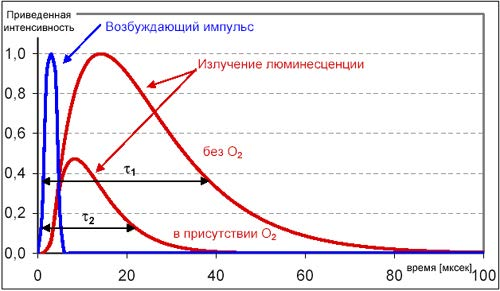 Приведенная
интенсивность
Возбуждающий импульс
1,0
Излучение люминесценции
0,8
0,6
без O₂
τ₁
0,4
0,2
τ₂
в присутствии O₂
0,0
время [мксек]
0
20
40
60
80
100